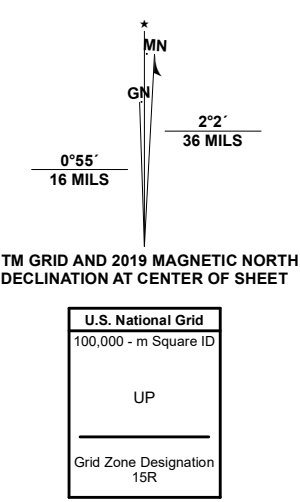 MN
GN
2°2´
36 MILS
0°55´
16 MILS
TM GRID AND 2019 MAGNETIC NORTH
DECLINATION AT CENTER OF SHEET
U.S. National Grid
100,000 - m Square ID
UP
Grid Zone Designation
15R